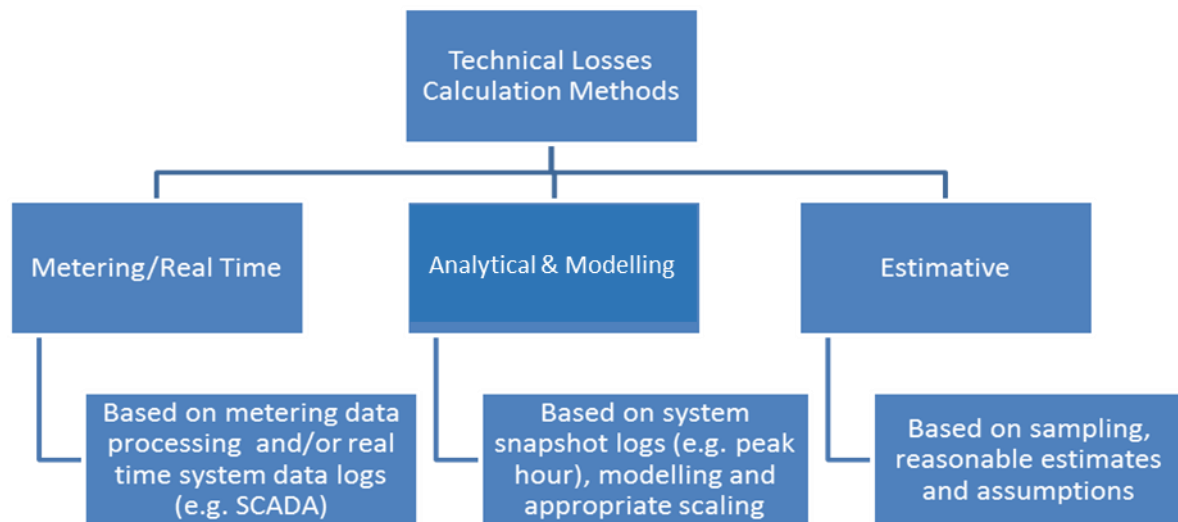 Technical Losses
Calculation Methods
Metering/Real Time
Analytical & Modelling
Estimative
Based on metering data
processing and/or real
time system data logs
(e.g. SCADA)
Based on system
snapshot logs (e.g. peak
hour), modelling and
appropriate scaling
Based on sampling,
reasonable estimates
and assumptions